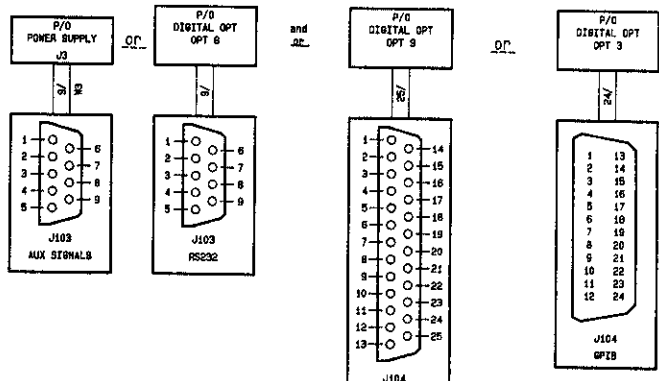 P/O
POWER SUPPLY
J3
or
P/O
DIGITAL OPT
OPT 6
and
or
P/O
DIGITAL OPT
OPT 9
or
P/O
DIGITAL OPT
OPT 3
9/
W3
9/
25/
24/
1
2
3
4
5
6
7
8
9
J103
AUX SIGNALS
1
2
3
4
5
6
7
8
9
J103
RS232
1
2
3
4
5
6
7
8
9
10
11
12
13
14
15
16
17
18
19
20
21
22
23
24
25
J104
1 13
2 14
3 15
4 16
5 17
6 18
7 19
8 20
9 21
10 22
11 23
12 24
J104
GPIB